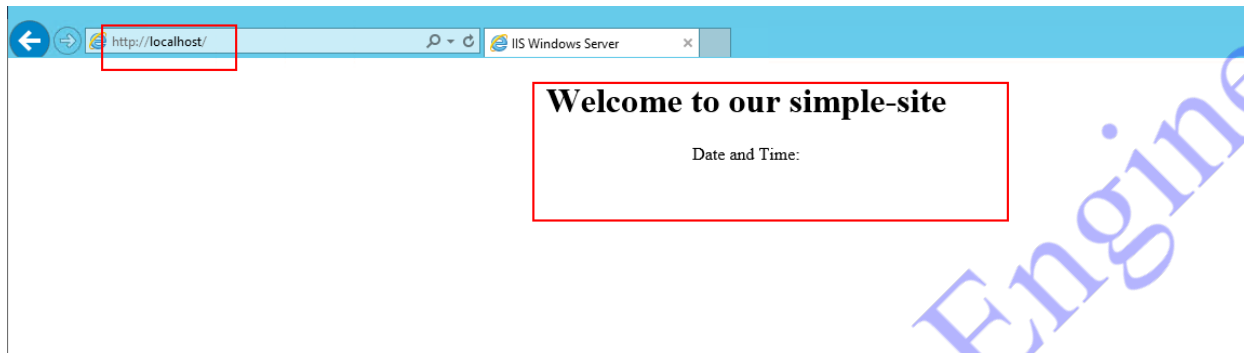 http://localhost/
IIS Windows Server
Welcome to our simple-site
Date and Time:
Engine